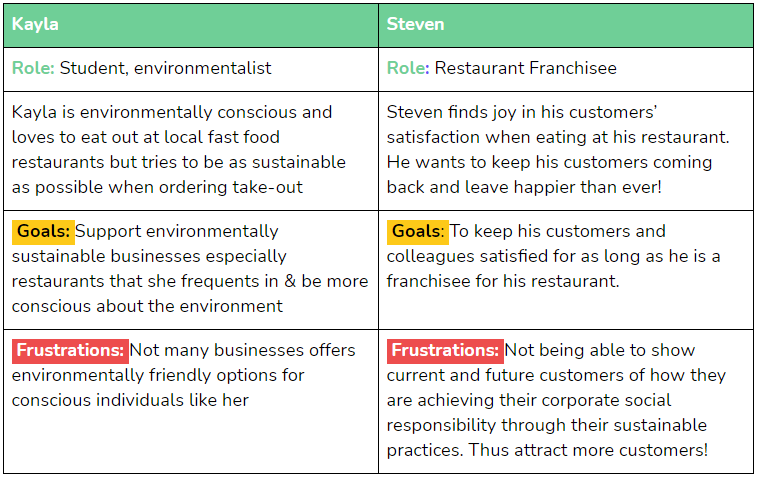 Kayla
Steven
Role: Student, environmentalist
Role: Restaurant Franchisee
Kayla is environmentally conscious and
loves to eat out at local fast food
restaurants but tries to be as sustainable
as possible when ordering take-out
Steven finds joy in his customers'
satisfaction when eating at his restaurant.
He wants to keep his customers coming
back and leave happier than ever!
Goals: Support environmentally
sustainable businesses especially
restaurants that she frequents in & be more
conscious about the environment
Goals: To keep his customers and
colleagues satisfied for as long as he is a
franchisee for his restaurant.
Frustrations: Not many businesses offers
environmentally friendly options for
conscious individuals like her
Frustrations: Not being able to show
current and future customers of how they
are achieving their corporate social
responsibility through their sustainable
practices. Thus attract more customers!